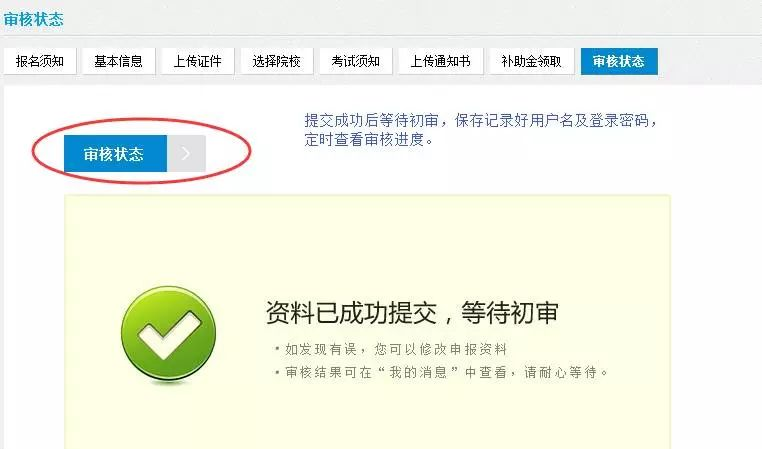 审核状态
报名须知 基本信息 上传证件 选择院校 考试须知 上传通知书 补助金领取 审核状态
提交成功后等待初审，保存记录好用户名及登录密码，
定时查看审核进度。
审核状态 >
资料已成功提交，等待初审
• 如发现有误，您可以修改申报资料
• 审核结果可在“我的消息”中查看，请耐心等待。